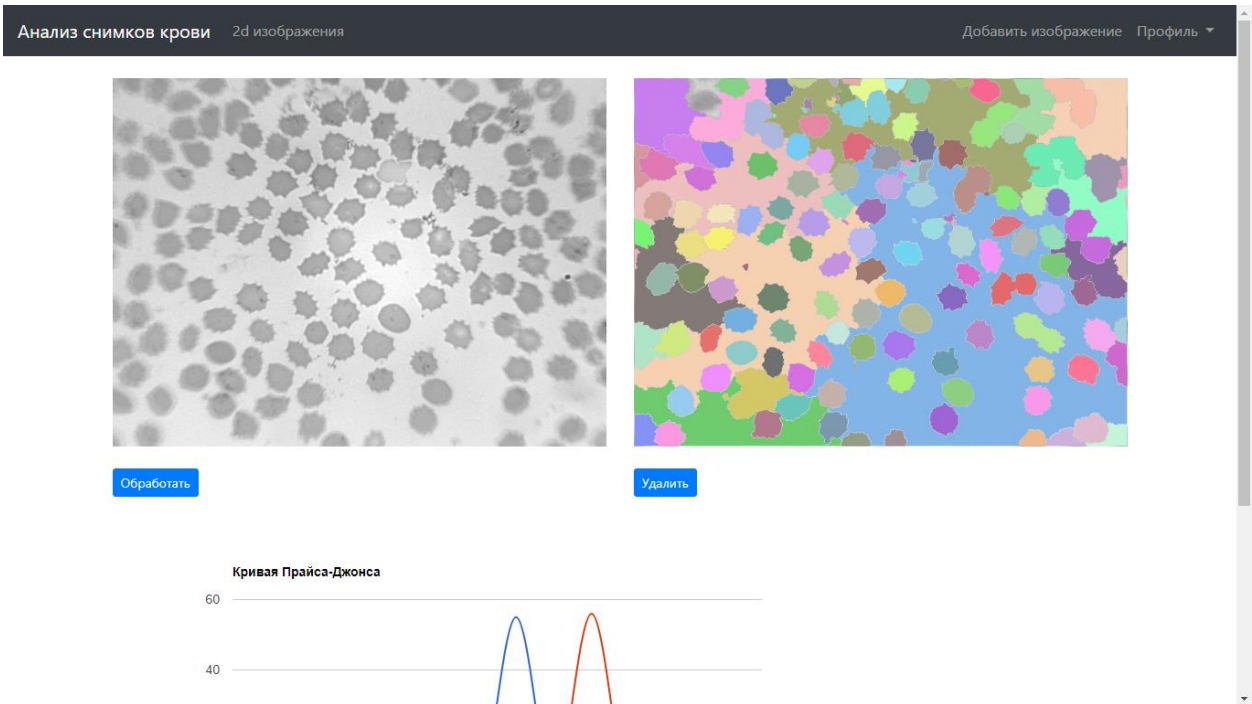 Анализ снимков крови 2d изображения Добавить изображение Профиль
Обработать Удалить
Кривая Прайса-Джонса
60
40